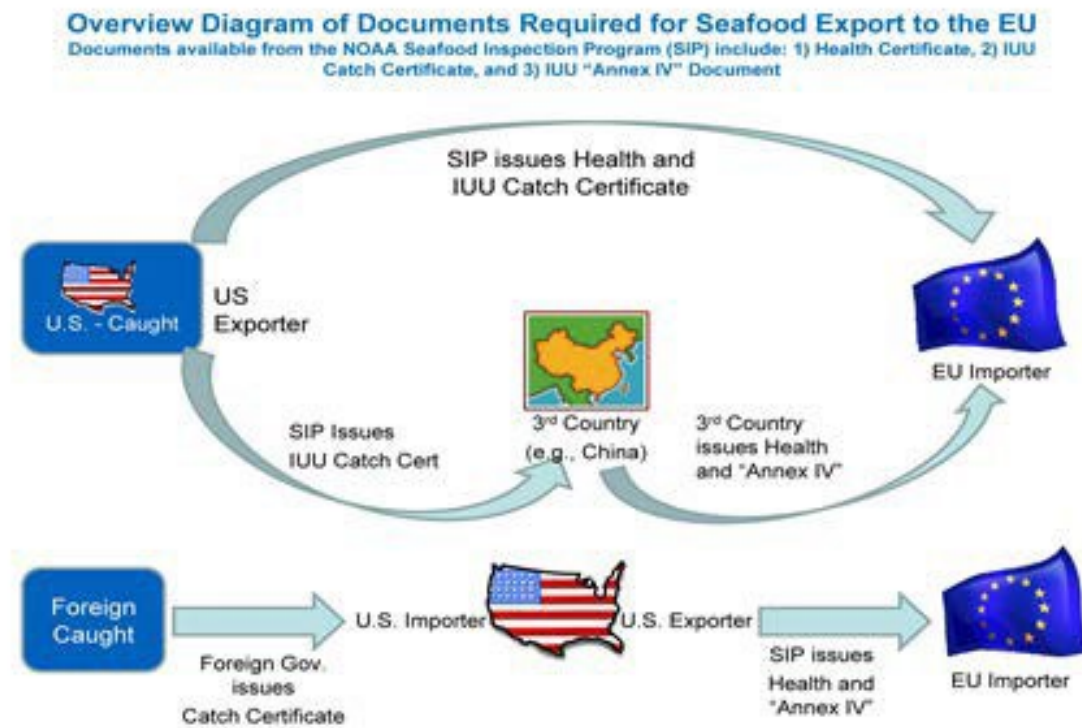 Overview Diagram of Documents Required for Seafood Export to the EU
Documents available from the NOAA Seafood Inspection Program (SIP) include: 1) Health Certificate, 2) IUU
Catch Certificate, and 3) IUU "Annex IV" Document
SIP issues Health and
IUU Catch Certificate
U.S. - Caught
US
Exporter
EU Importer
SIP Issues
IUU Catch Cert
3rd Country
(e.g., China)
3rd Country
issues Health
and "Annex IV"
Foreign
Caught
Foreign Gov.
issues
Catch Certificate
U.S. Importer
U.S. Exporter
SIP issues
Health and
"Annex IV"
EU Importer